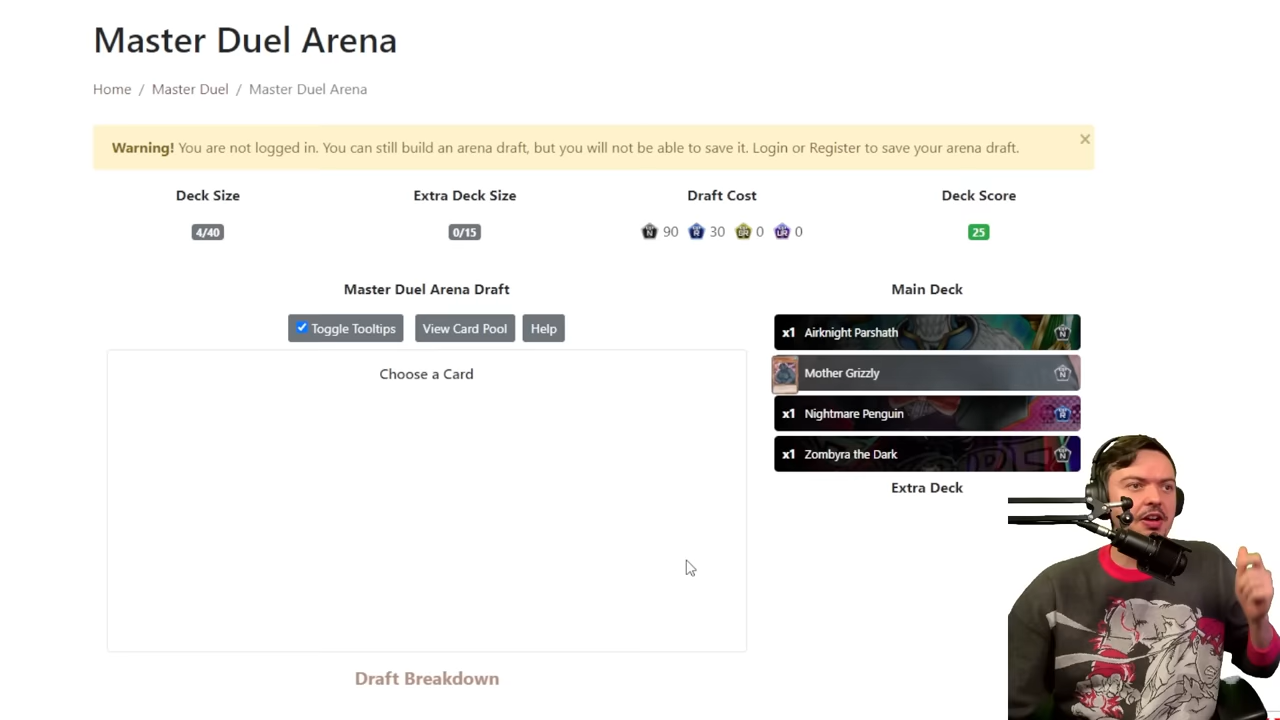 Master Duel Arena
Home / Master Duel / Master Duel Arena
Warning! You are not logged in. You can still build an arena draft, but you will not be able to save it. Login or Register to save your arena draft.
×
Deck Size
Extra Deck Size
Draft Cost
Deck Score
4/40
0/15
N 90 R 30 SR 0 UR 0
25
Master Duel Arena Draft
Main Deck
Toggle Tooltips
View Card Pool
Help
x1 Airknight Parshath N
Choose a Card
Mother Grizzly N
x1 Nightmare Penguin R
x1 Zombyra the Dark N
Extra Deck
Draft Breakdown